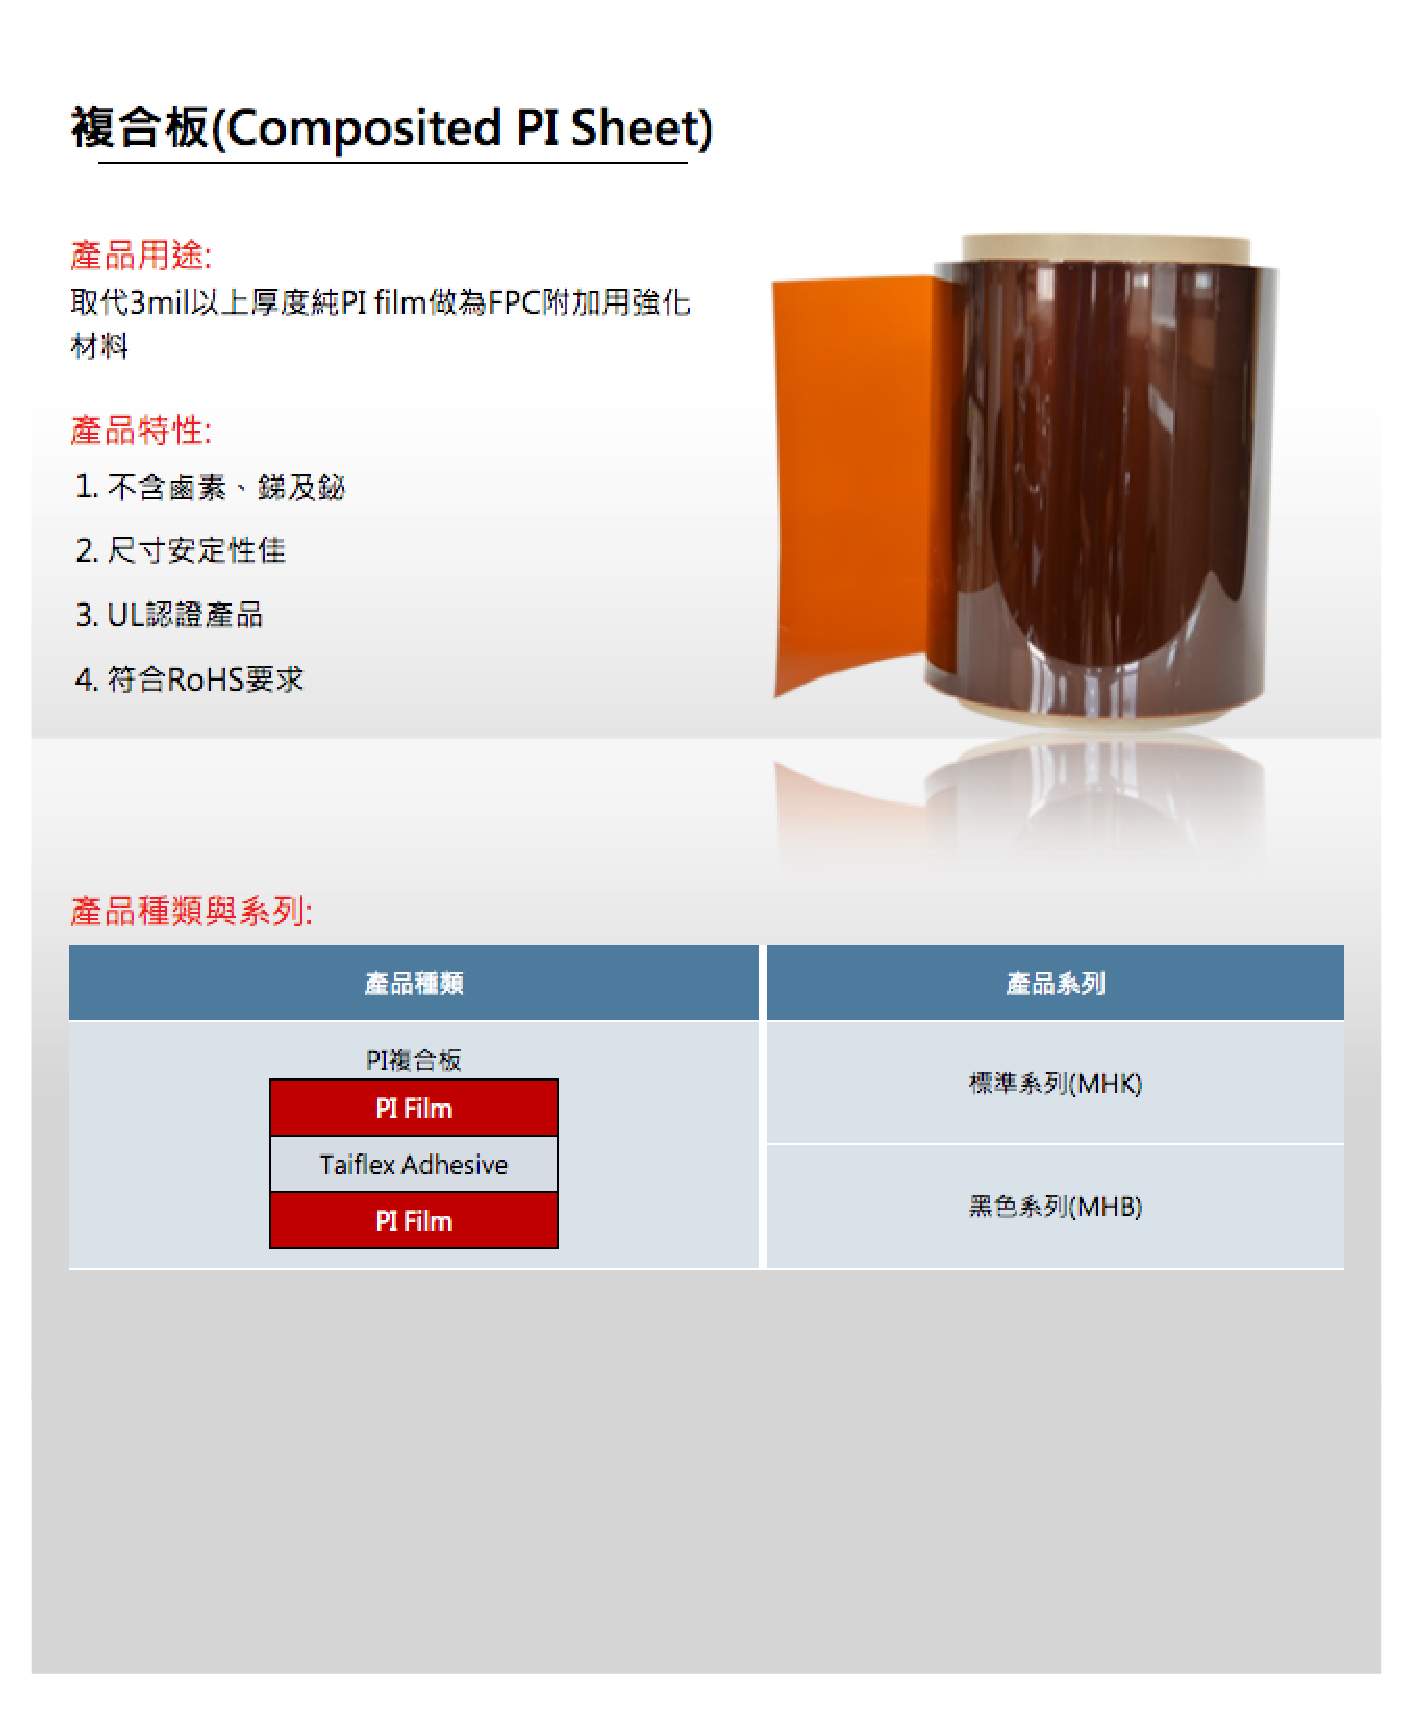 複合板(Composited PI Sheet)
產品用途:
取代3mil以上厚度純PI film做為FPC附加用強化
材料
產品特性:
1. 不含鹵素、銻及鉍
2. 尺寸安定性佳
3. UL認證產品
4. 符合RoHS要求
產品種類與系列:
產品種類
產品系列
PI複合板
PI Film
Taiflex Adhesive
PI Film
標準系列(MHK)
黑色系列(MHB)